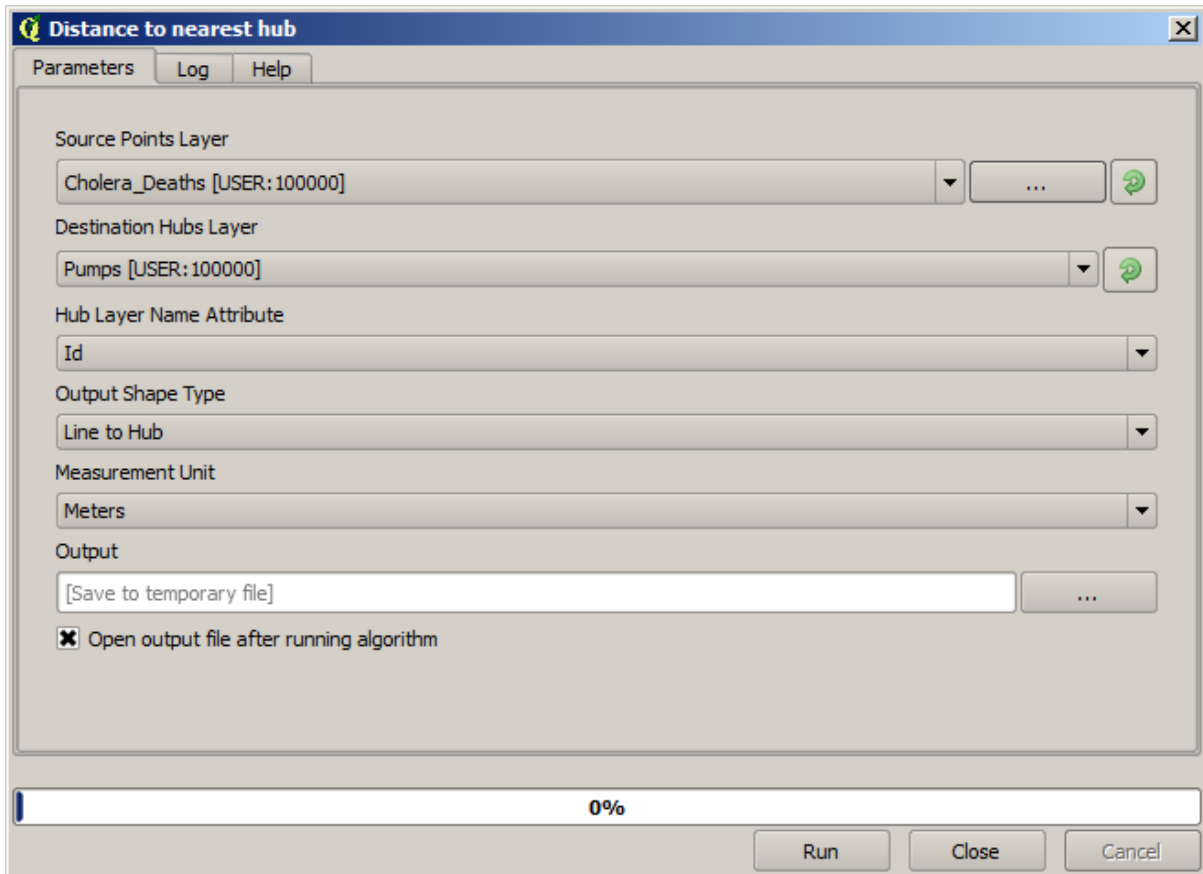 Distance to nearest hub
Parameters Log Help
Source Points Layer
Cholera_Deaths [USER:100000] ...
Destination Hubs Layer
Pumps [USER:100000]
Hub Layer Name Attribute
Id
Output Shape Type
Line to Hub
Measurement Unit
Meters
Output
[Save to temporary file] ...
Open output file after running algorithm
0%
Run Close Cancel